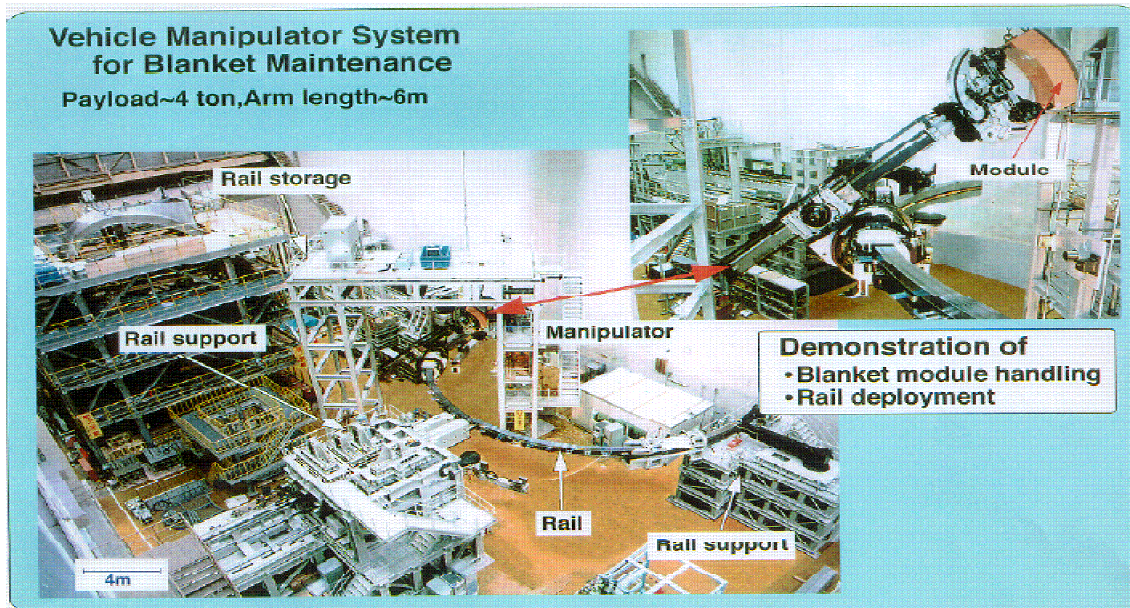 Vehicle Manipulator System
for Blanket Maintenance
Payload~4 ton,Arm length~6m
Rail storage
Module
Rail support
Manipulator
Demonstration of
•Blanket module handling
•Rail deployment
Rail
Rail support
4m